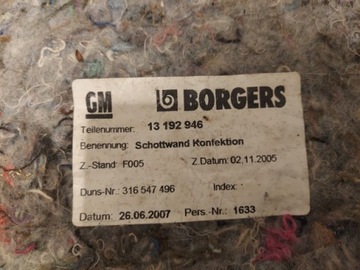 GM BORGERS
Teilenummer: 13 192 946
Benennung: Schottwand Konfektion
Z.-Stand: F005 Z.Datum: 02.11.2005
Duns-Nr.: 316 547 496 Index: -
Datum: 26.06.2007 Pers.-Nr.: 1633